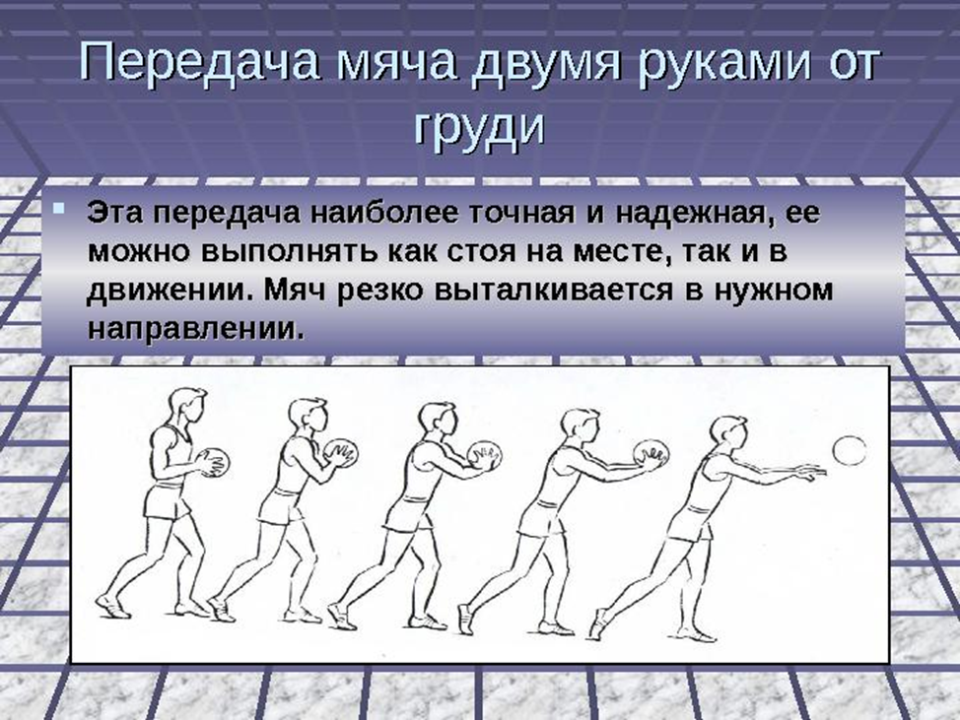 Передача мяча двумя руками от
груди
Эта передача наиболее точная и надежная, ее
можно выполнять как стоя на месте, так и в
движении. Мяч резко выталкивается в нужном
направлении.